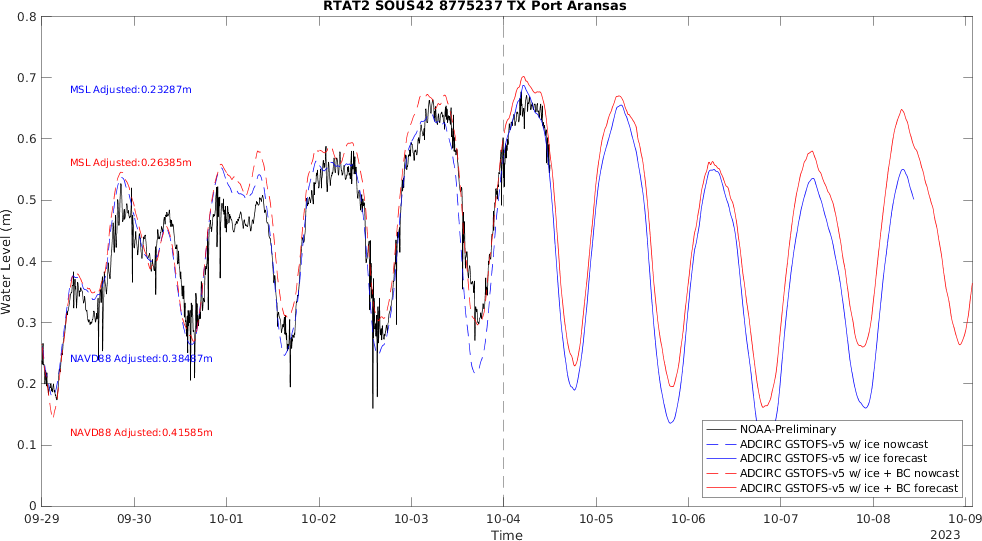 RTAT2 SOUS42 8775237 TX Port Aransas
0.8
0.7
0.6
0.5
0.4
0.3
0.2
0.1
0
Water Level (m)
MSL Adjusted:0.23287m
MSL Adjusted:0.26385m
NAVD88 Adjusted:0.38487m
NAVD88 Adjusted:0.41585m
NOAA-Preliminary
ADCIRC GSTOFS-v5 w/ ice nowcast
ADCIRC GSTOFS-v5 w/ ice forecast
ADCIRC GSTOFS-v5 w/ ice + BC nowcast
ADCIRC GSTOFS-v5 w/ ice + BC forecast
09-29 09-30 10-01 10-02 10-03 10-04 10-05 10-06 10-07 10-08 10-09
Time
2023